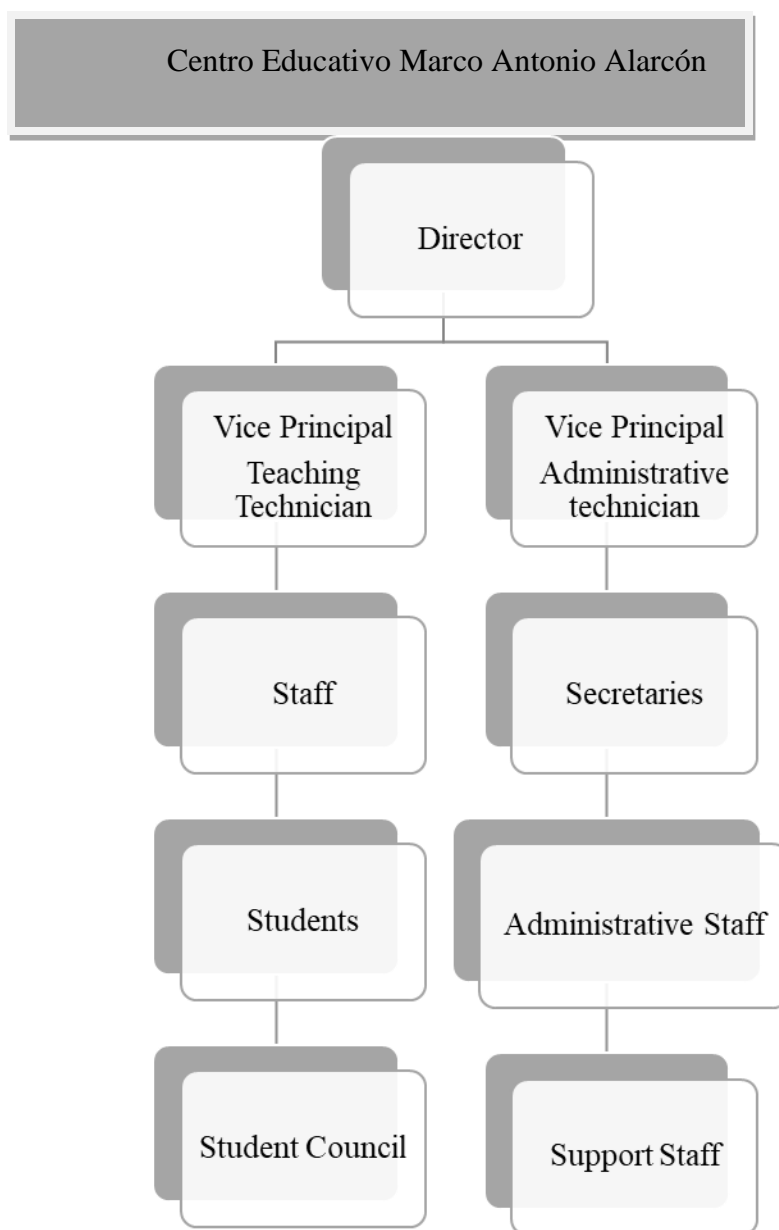 Centro Educativo Marco Antonio Alarcón
Director
Vice Principal
Teaching
Technician
Vice Principal
Administrative
technician
Staff
Secretaries
Students
Administrative Staff
Student Council
Support Staff